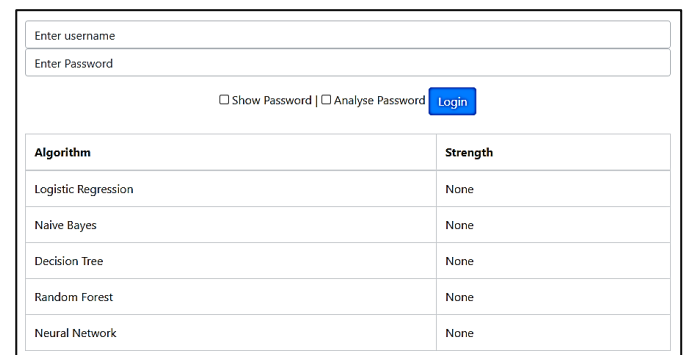 Enter username
Enter Password
Show Password | Analyse Password Login
Algorithm Strength
Logistic Regression None
Naive Bayes None
Decision Tree None
Random Forest None
Neural Network None